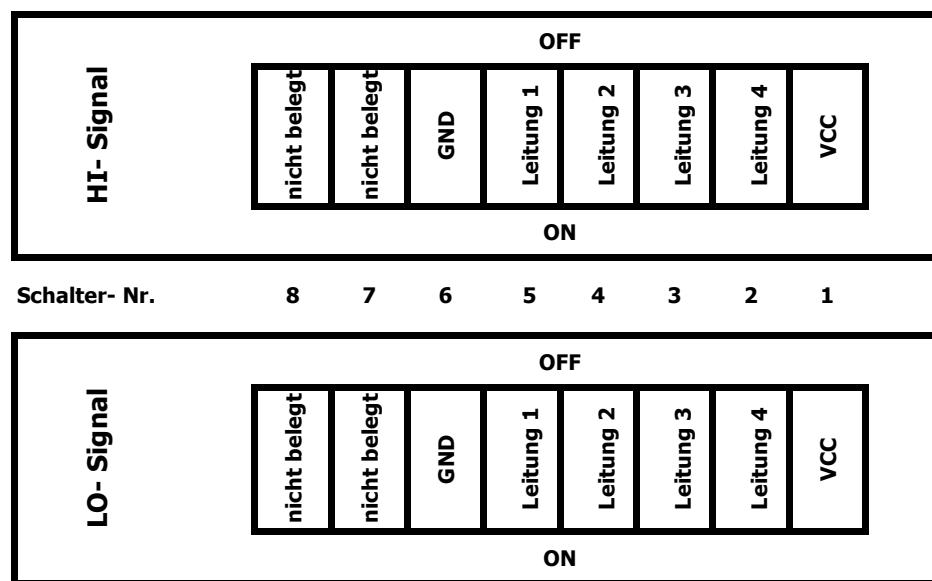 OFF
HI- Signal
nicht belegt
nicht belegt
GND
Leitung 1
Leitung 2
Leitung 3
Leitung 4
VCC
ON
Schalter- Nr. 8 7 6 5 4 3 2 1
OFF
LO- Signal
nicht belegt
nicht belegt
GND
Leitung 1
Leitung 2
Leitung 3
Leitung 4
VCC
ON